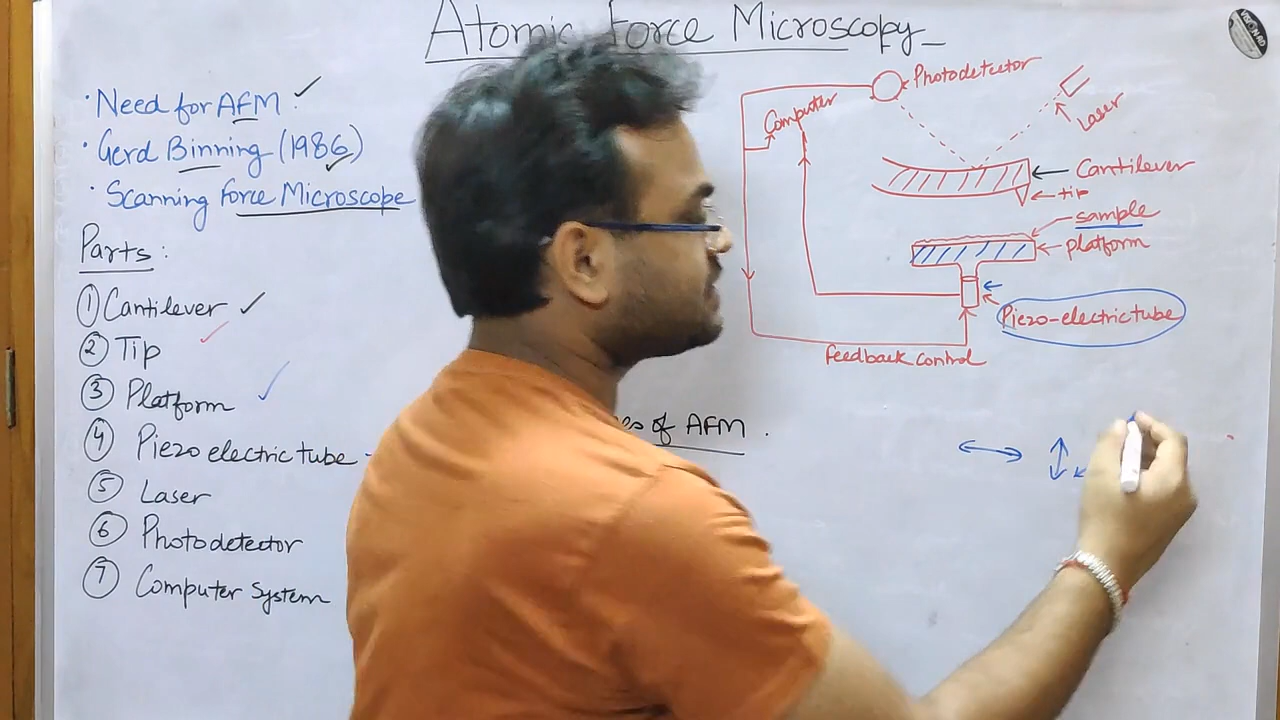 Atomic Force Microscopy
· Need for AFM.
· Gerd Binning (1986)
· Scanning Force Microscope
Parts:
① Cantilever
② Tip
③ Platform
④ Piezo electric tube
⑤ Laser
⑥ Photodetector
⑦ Computer System
Photodetector
Laser
Computer
Cantilever
tip
sample
platform
Piezo-electric tube
Feedback control
of AFM.